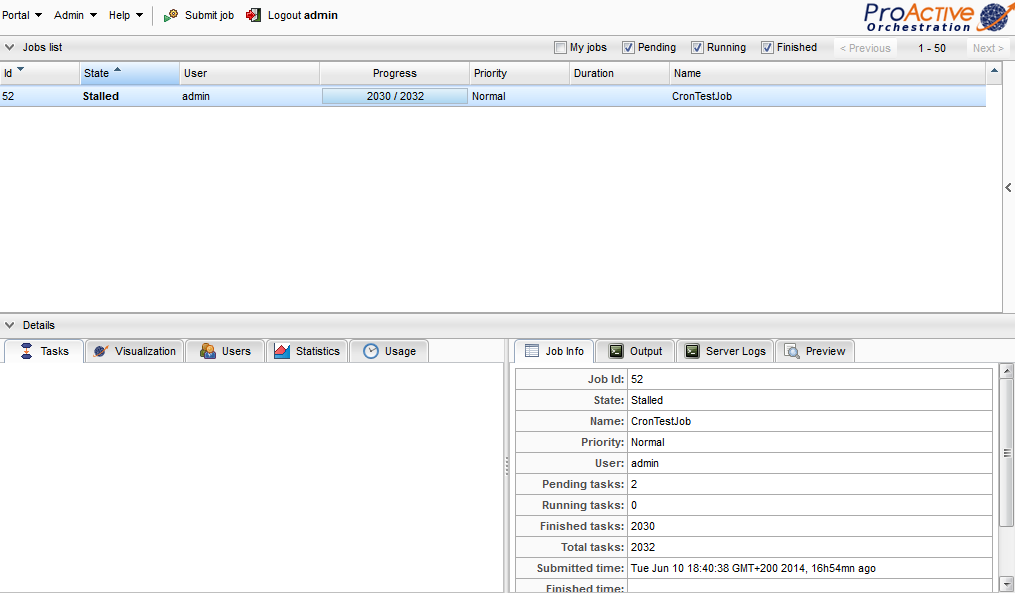 Portal Admin Help Submit job Logout admin ProActive Orchestration
Jobs list My jobs Pending Running Finished < Previous 1 - 50 Next >
Id State User Progress Priority Duration Name
52 Stalled admin 2030 / 2032 Normal CronTestJob
Details
Tasks Visualization Users Statistics Usage Job Info Output Server Logs Preview
Job Id: 52
State: Stalled
Name: CronTestJob
Priority: Normal
User: admin
Pending tasks: 2
Running tasks: 0
Finished tasks: 2030
Total tasks: 2032
Submitted time: Tue Jun 10 18:40:38 GMT+200 2014, 16h54mn ago
Finished time: